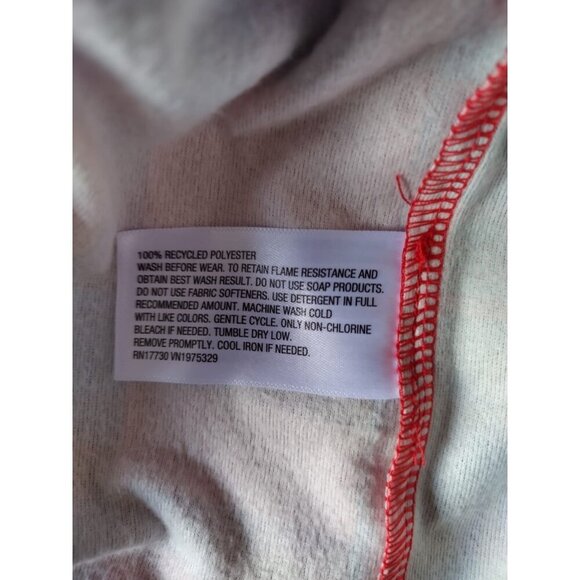 100% RECYCLED POLYESTER
WASH BEFORE WEAR. TO RETAIN FLAME RESISTANCE AND
OBTAIN BEST WASH RESULT. DO NOT USE SOAP PRODUCTS.
DO NOT USE FABRIC SOFTENERS. USE DETERGENT IN FULL
RECOMMENDED AMOUNT. MACHINE WASH COLD
WITH LIKE COLORS. GENTLE CYCLE. ONLY NON-CHLORINE
BLEACH IF NEEDED. TUMBLE DRY LOW.
REMOVE PROMPTLY. COOL IRON IF NEEDED.
RN17730 VN1975329